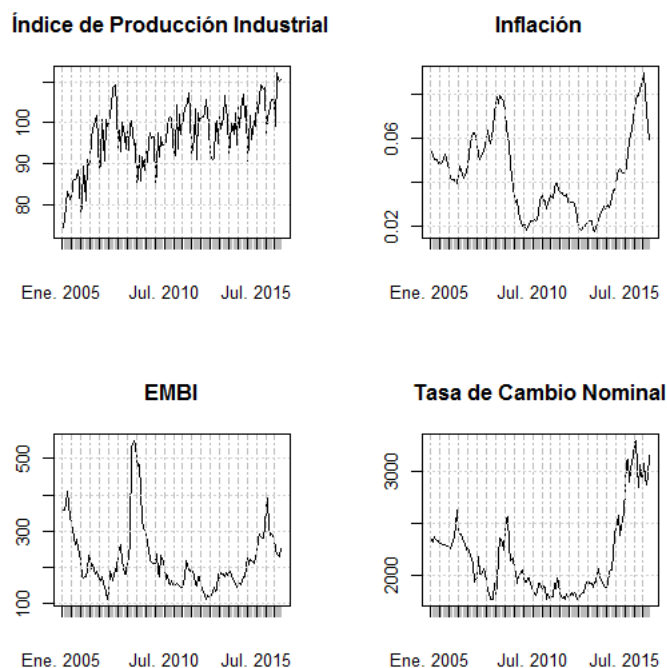 Índice de Producción Industrial
100
90
80
Ene. 2005 Jul. 2010 Jul. 2015
Inflación
0.06
0.02
Ene. 2005 Jul. 2010 Jul. 2015
EMBI
500
300
100
Ene. 2005 Jul. 2010 Jul. 2015
Tasa de Cambio Nominal
3000
2000
Ene. 2005 Jul. 2010 Jul. 2015